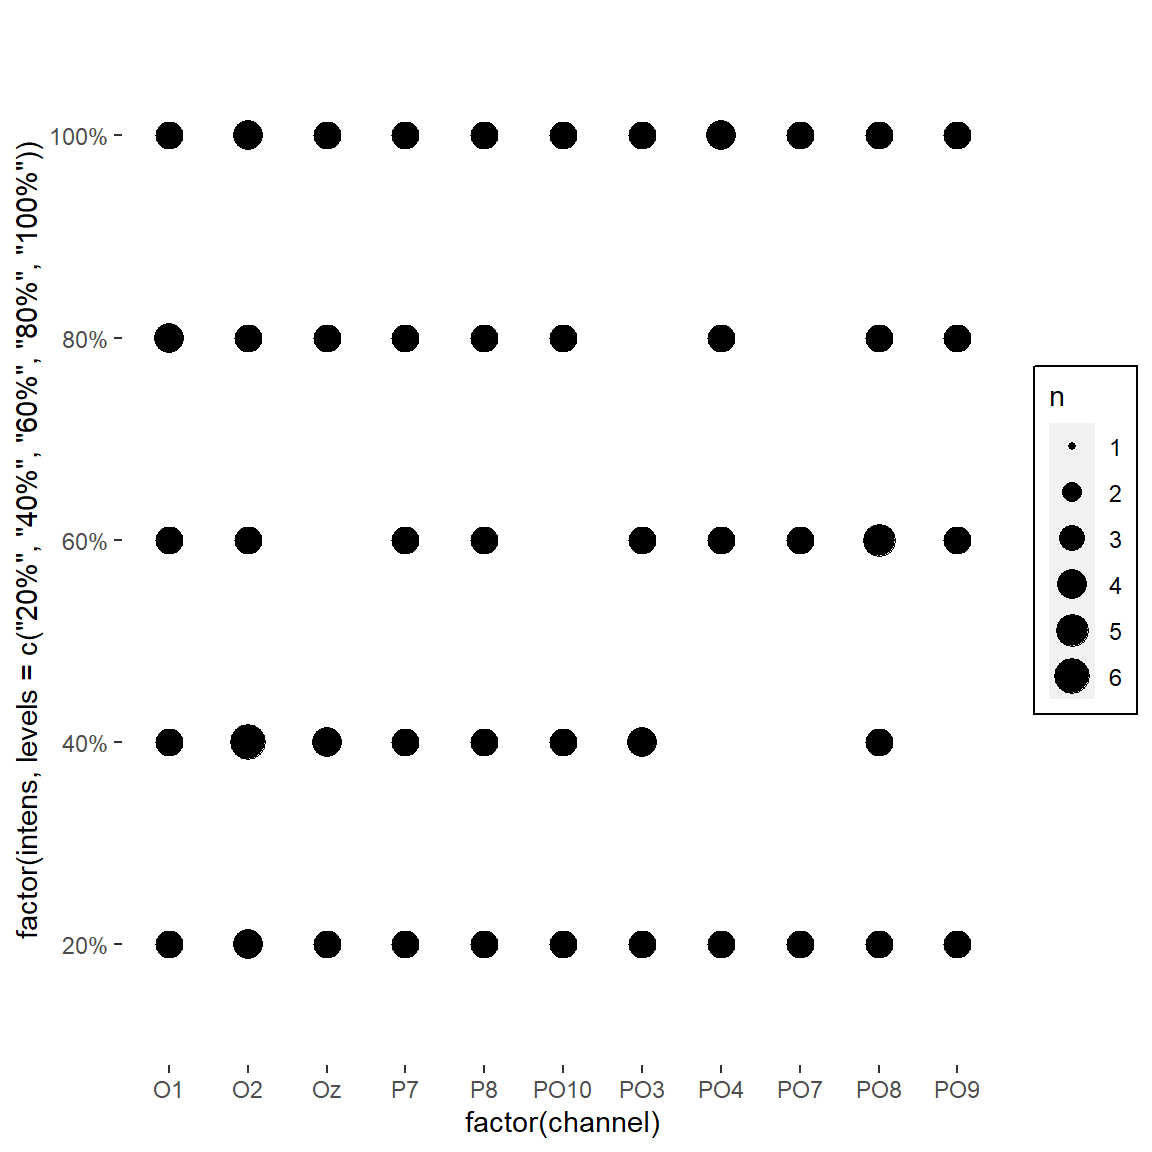 factor(intens, levels = c("20%", "40%", "60%", "80%", "100%"))
100%
80%
60%
40%
20%
O1 O2 Oz P7 P8 PO10 PO3 PO4 PO7 PO8 PO9
factor(channel)
n
1
2
3
4
5
6